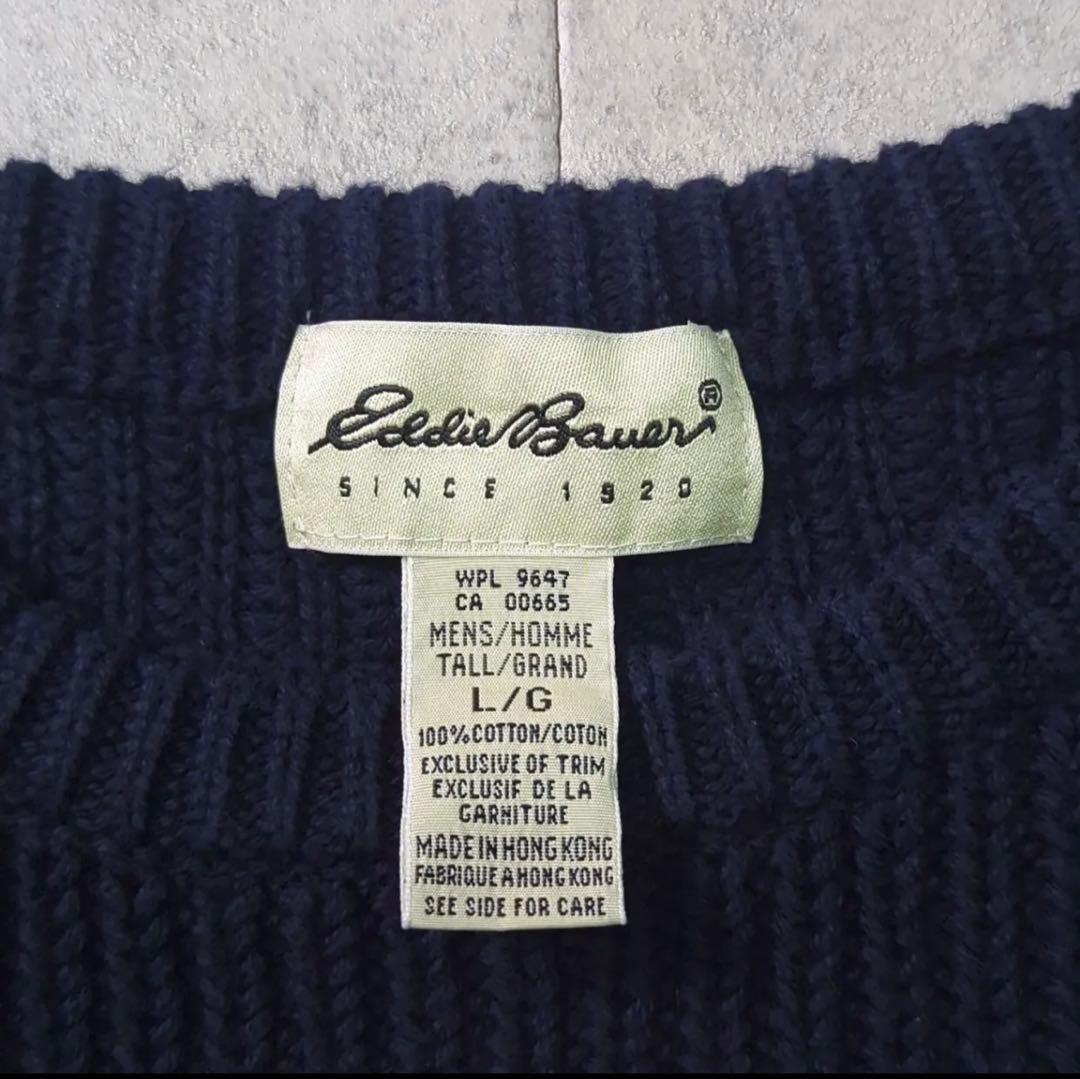 Eddie Bauer®
SINCE 1920
WPL 9647
CA 00665
MENS/HOMME
TALL/GRAND
L/G
100% COTTON/COTON
EXCLUSIVE OF TRIM
EXCLUSIF DE LA
GARNITURE
MADE IN HONG KONG
FABRIQUE A HONG KONG
SEE SIDE FOR CARE